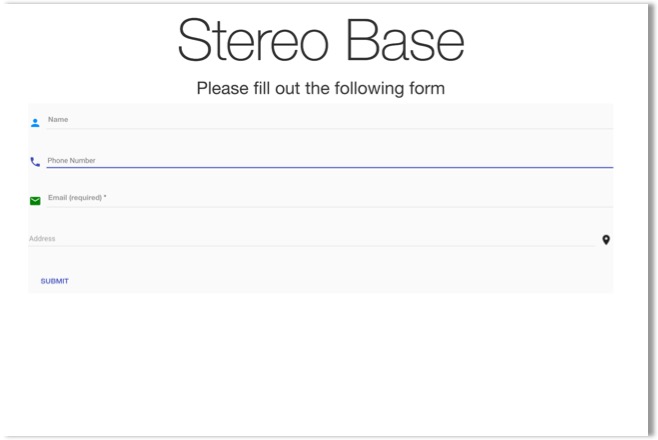 Stereo Base
Please fill out the following form
Name
Phone Number
Email (required) *
Address
SUBMIT